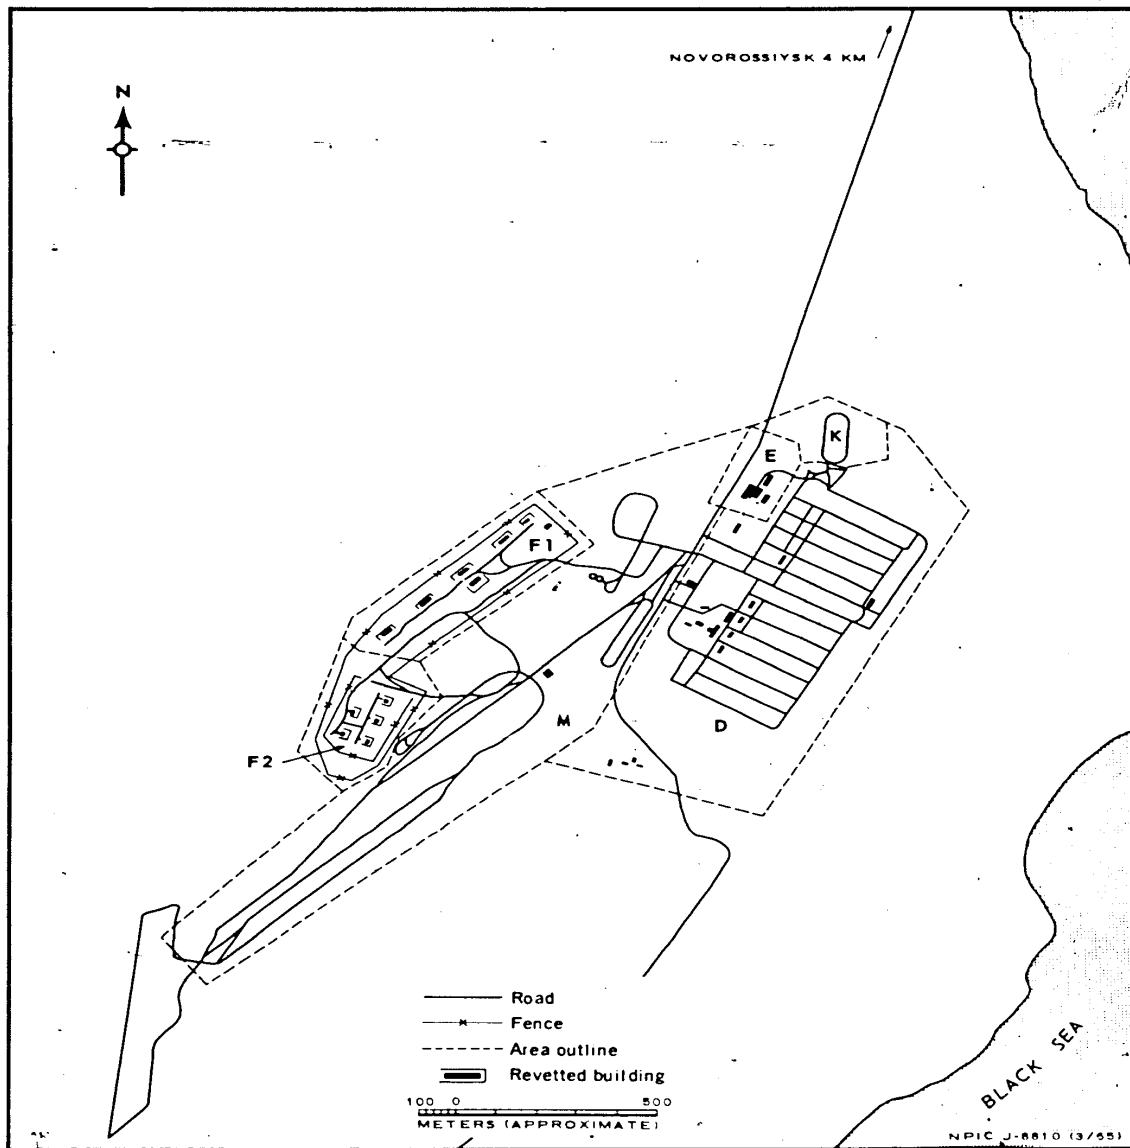 NOVOROSSIYSK 4 KM
N
K
E
F1
M
D
F2
Road
Fence
Area outline
Revetted building
100 0 500
METERS (APPROXIMATE)
BLACK SEA
NPIC J-8810 (3/65)